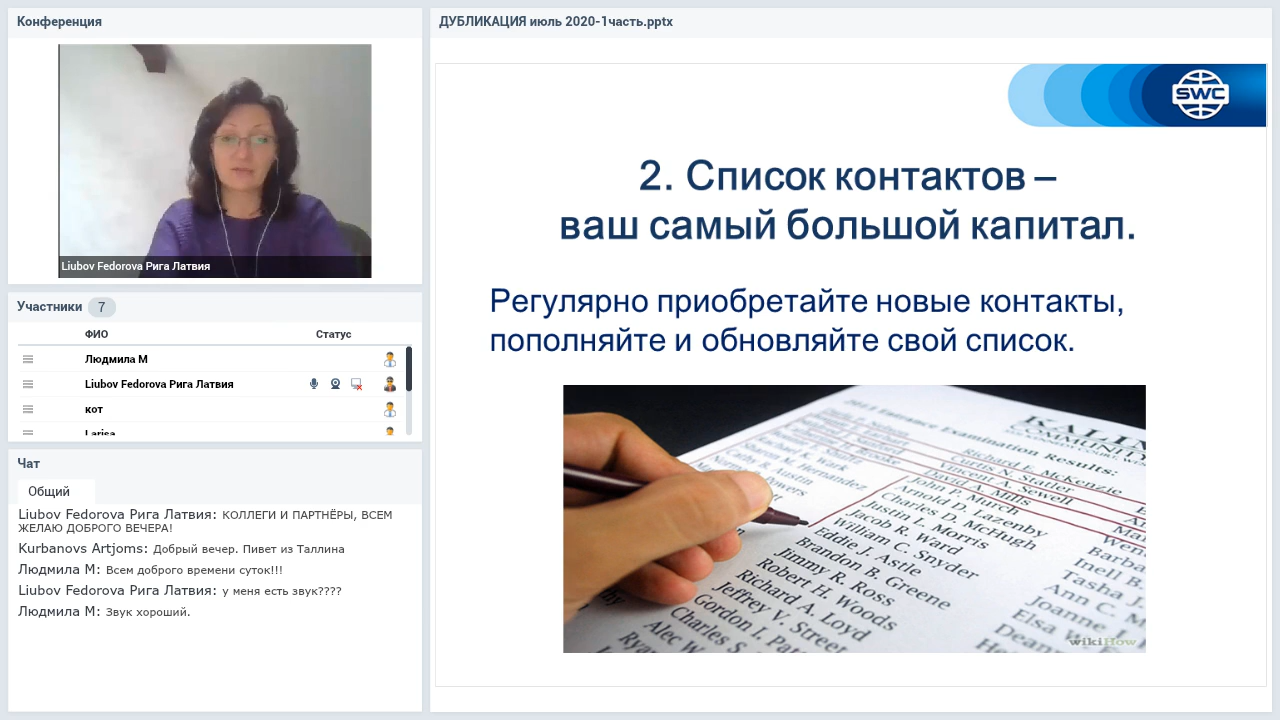 Конференция
Liubov Fedorova Рига Латвия
Участники 7
ФИО Статус
Людмила М
Liubov Fedorova Рига Латвия
кот
Larisa
Чат
Общий
Liubov Fedorova Рига Латвия: КОЛЛЕГИ И ПАРТНЁРЫ, ВСЕМ
ЖЕЛАЮ ДОБРОГО ВЕЧЕРА!
Kurbanovs Artjoms: Добрый вечер. Пивет из Таллина
Людмила М: Всем доброго времени суток!!!
Liubov Fedorova Рига Латвия: у меня есть звук????
Людмила М: Звук хороший.
ДУБЛИКАЦИЯ июль 2020-1часть.pptx
SWC
2. Список контактов –
ваш самый большой капитал.
Регулярно приобретайте новые контакты,
пополняйте и обновляйте свой список.
Entrance Examination Results:
Richard F. McKenzie
Curtis N. Statler
Vincent A. Sewell
David A. Mills
John P. Murch
Arnold D. Lazenby
Charles D. McHugh
Justin L. Morris
Jacob R. Ward
William C. Snyder
Eddie J. Astle
Brandon B. Greene
Jimmy R. Ross
Robert H. Woods
Richard A. Loyd
Jeffrey V. Street
Gordon I.
Charles S.
Alec W.
Inell B.
Tasha J.
Ann C.
Joanne
Elsa
wikiHow